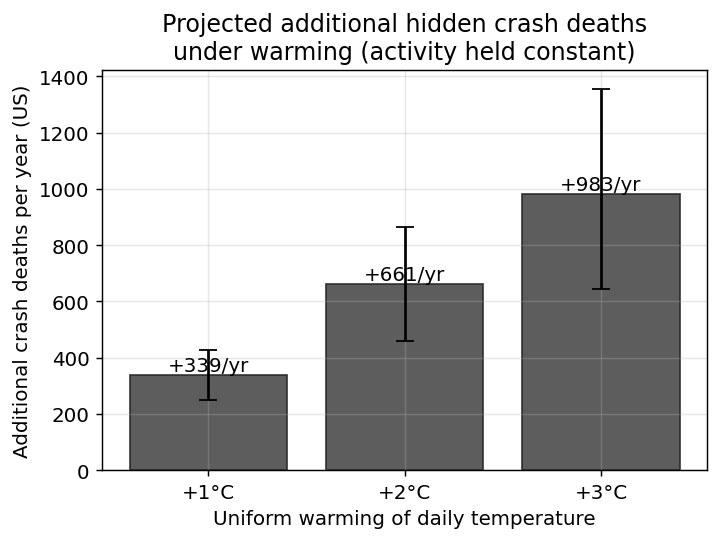 Projected additional hidden crash deaths
under warming (activity held constant)
Additional crash deaths per year (US)
1400
1200
1000
800
600
400
200
0
+339/yr
+661/yr
+983/yr
+1°C
+2°C
+3°C
Uniform warming of daily temperature